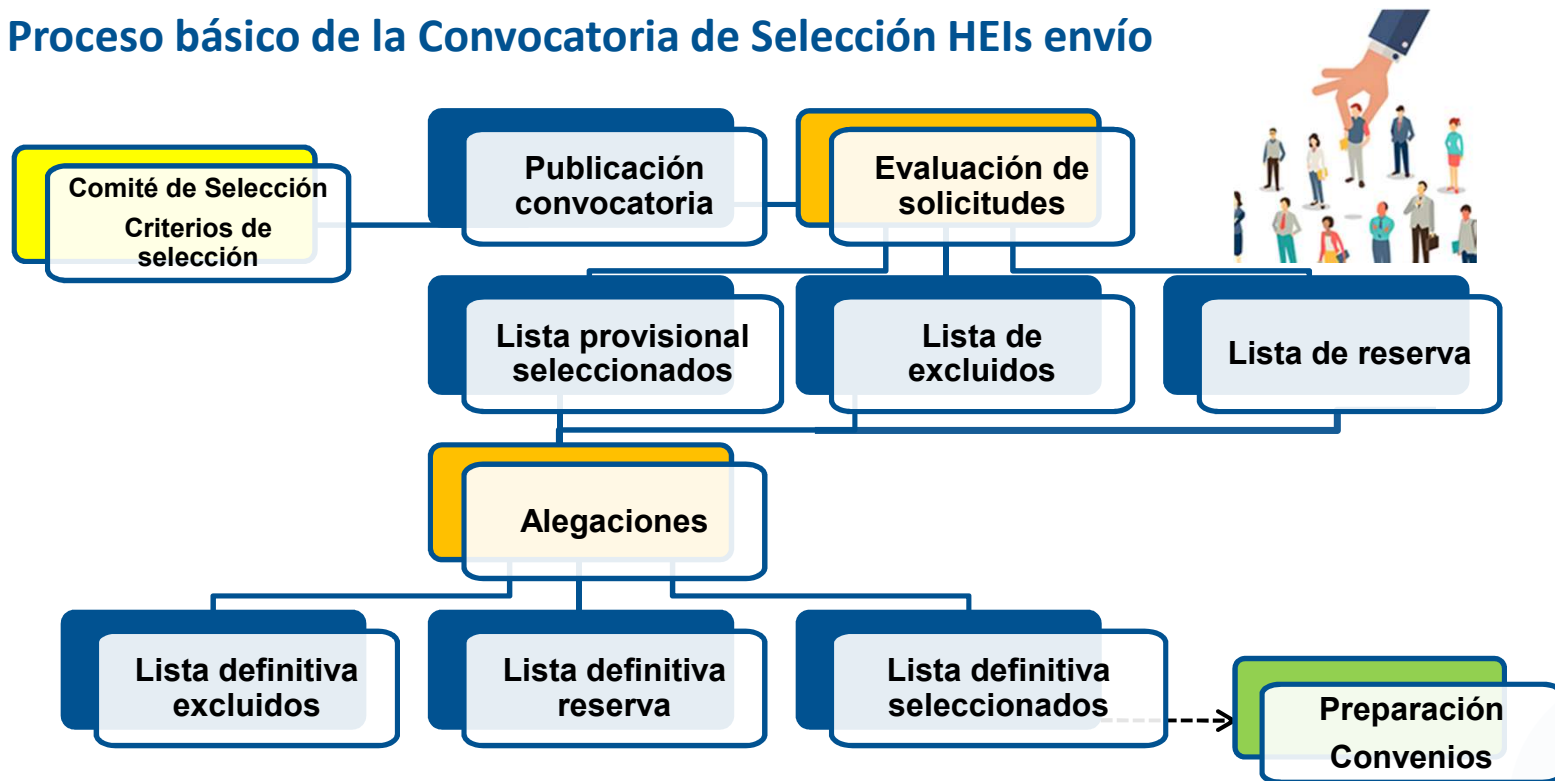 Proceso básico de la Convocatoria de Selección HEIs envío
Comité de Selección
Criterios de
selección
Publicación
convocatoria
Evaluación de
solicitudes
Lista provisional
seleccionados
Lista de
excluidos
Lista de reserva
Alegaciones
Lista definitiva
excluidos
Lista definitiva
reserva
Lista definitiva
seleccionados
Preparación
Convenios